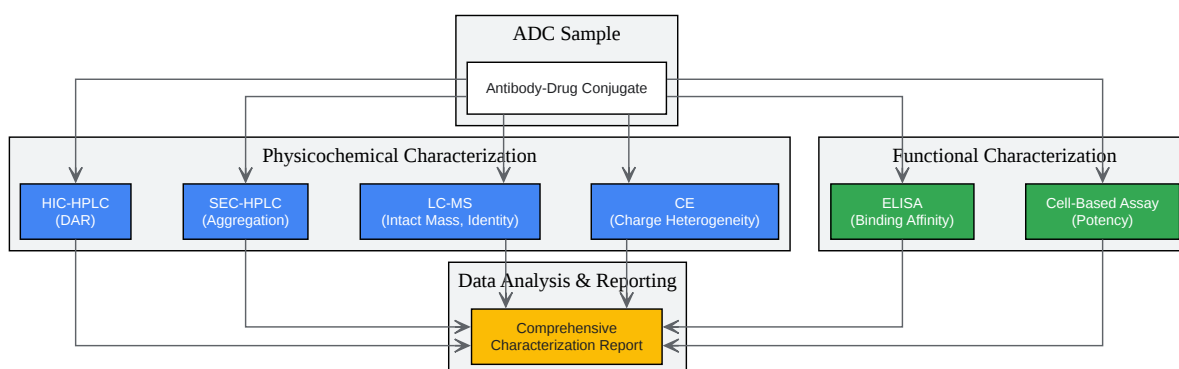 ADC Sample
Antibody-Drug Conjugate
Physicochemical Characterization
Functional Characterization
HIC-HPLC
(DAR)
SEC-HPLC
(Aggregation)
LC-MS
(Intact Mass, Identity)
CE
(Charge Heterogeneity)
ELISA
(Binding Affinity)
Cell-Based Assay
(Potency)
Data Analysis & Reporting
Comprehensive
Characterization Report